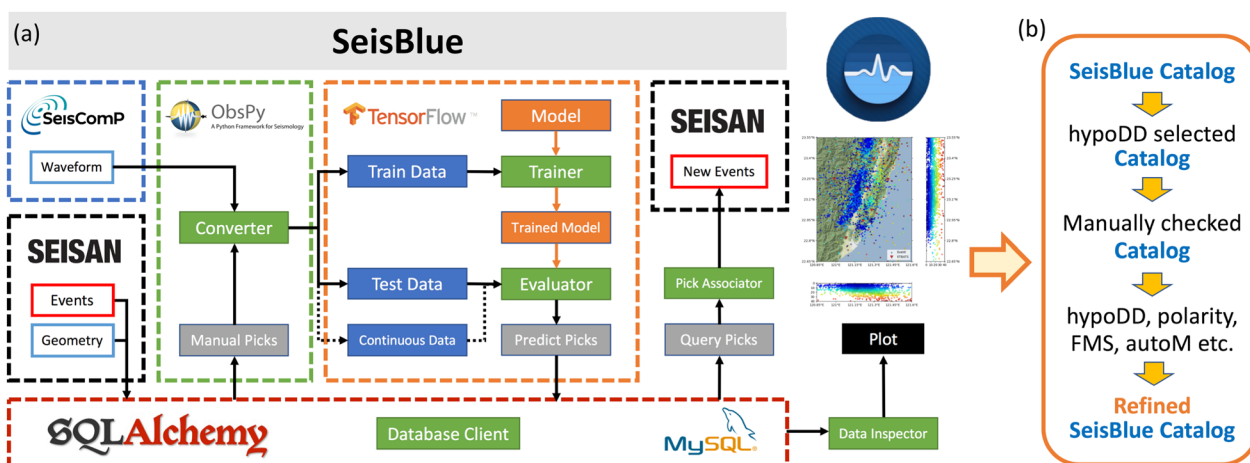 (a)
SeisBlue
SeisComP
Waveform
SEISAN
Events
Geometry
ObsPy
A Python Framework for Seismology
Converter
Manual Picks
TensorFlow™
Model
Train Data
Trainer
Trained Model
Test Data
Evaluator
Continuous Data
Predict Picks
SEISAN
New Events
Pick Associator
Query Picks
Plot
SQLAlchemy
Database Client
MySQL®
Data Inspector
(b)
SeisBlue Catalog
hypoDD selected
Catalog
Manually checked
Catalog
hypoDD, polarity,
FMS, autoM etc.
Refined
SeisBlue Catalog